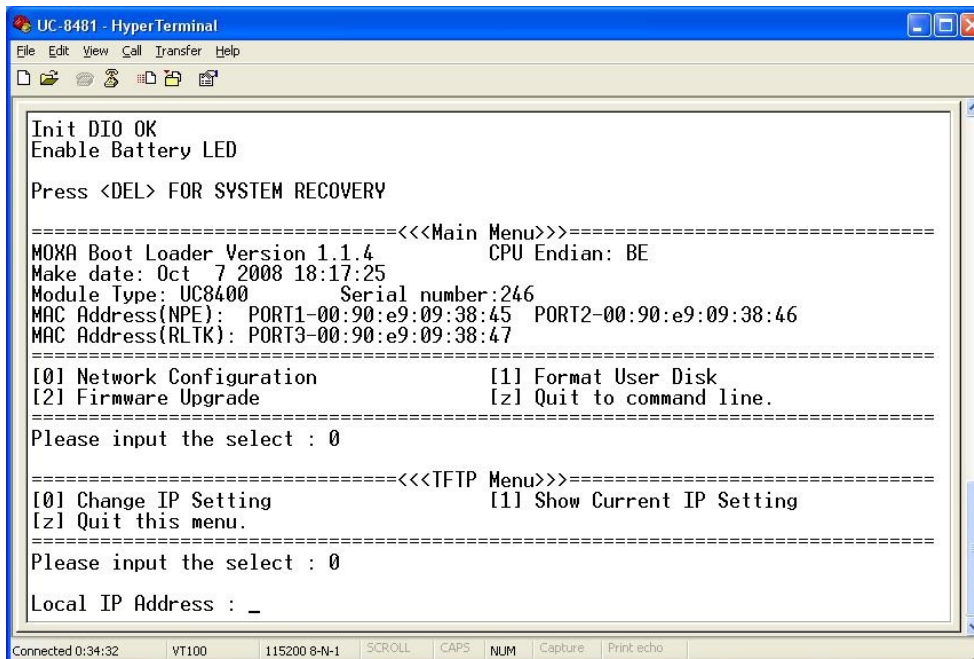 UC-8481 - HyperTerminal
File Edit View Call Transfer Help
Init DIO OK
Enable Battery LED
Press <DEL> FOR SYSTEM RECOVERY
==================================<<<Main Menu>>>==================================
MOXA Boot Loader Version 1.1.4 CPU Endian: BE
Make date: Oct 7 2008 18:17:25
Module Type: UC8400 Serial number:246
MAC Address(NPE): PORT1-00:90:e9:09:38:45 PORT2-00:90:e9:09:38:46
MAC Address(RLTK): PORT3-00:90:e9:09:38:47
===================================================================================
[0] Network Configuration [1] Format User Disk
[2] Firmware Upgrade [z] Quit to command line.
===================================================================================
Please input the select : 0
==================================<<<TFTP Menu>>>==================================
[0] Change IP Setting [1] Show Current IP Setting
[z] Quit this menu.
===================================================================================
Please input the select : 0
Local IP Address : _
Connected 0:34:32 VT100 115200 8-N-1 SCROLL CAPS NUM Capture Print echo